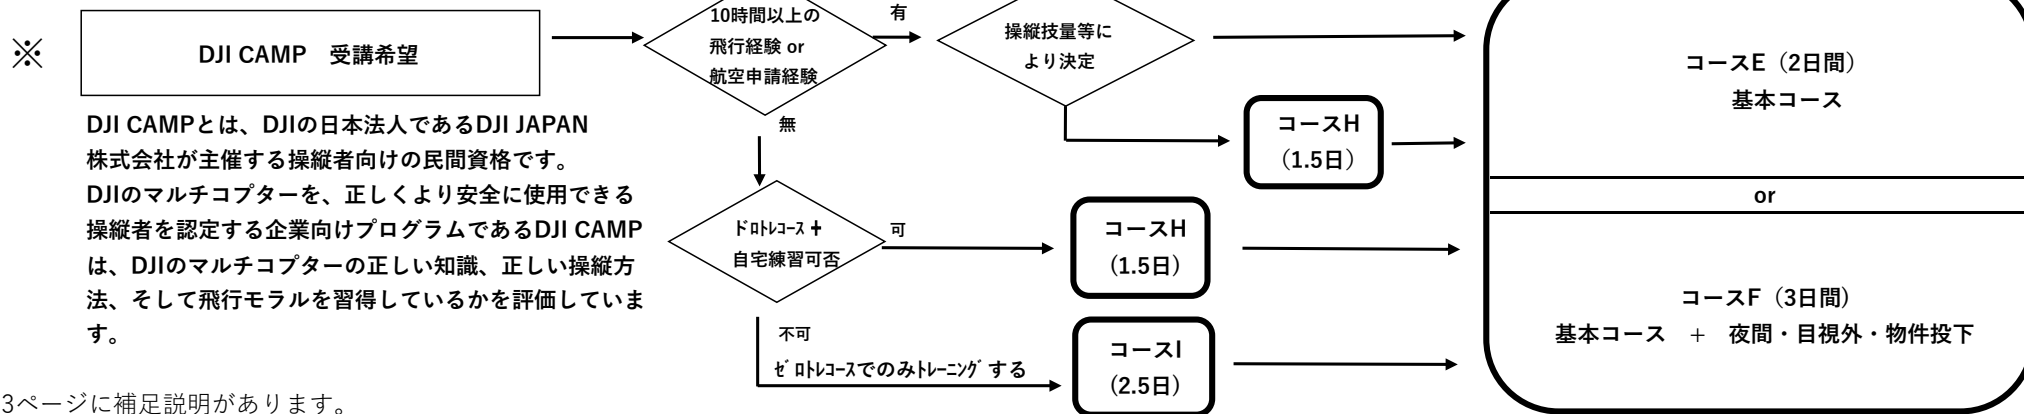 ※
DJI CAMP　受講希望
DJI CAMPとは、DJIの日本法人であるDJI JAPAN
株式会社が主催する操縦者向けの民間資格です。
DJIのマルチコプターを、正しくより安全に使用できる
操縦者を認定する企業向けプログラムであるDJI CAMP
は、DJIのマルチコプターの正しい知識、正しい操縦方
法、そして飛行モラルを習得しているかを評価していま
す。
3ページに補足説明があります。
10時間以上の
飛行経験 or
航空申請経験
有
無
操縦技量等に
より決定
コースH
（1.5日）
ドロトレコース +
自宅練習可否
可
コースH
（1.5日）
不可
ｾﾞﾛﾄﾚｺｰｽでのみﾄﾚｰﾆﾝｸﾞする
コースI
（2.5日）
コースE（2日間）
基本コース
or
コースF（3日間)
基本コース　+　夜間・目視外・物件投下